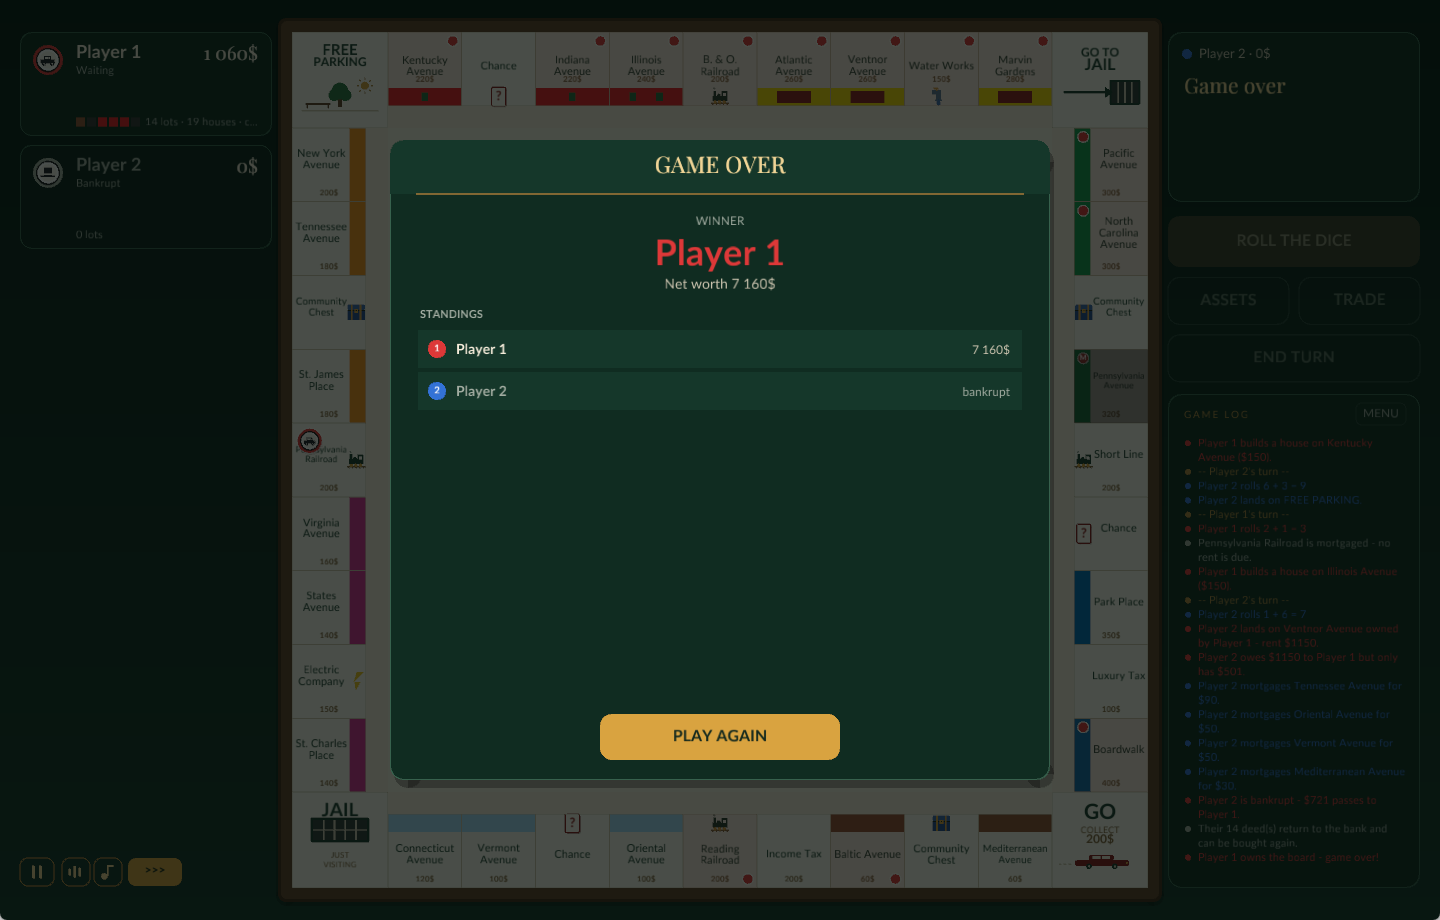 Player 1
1 060$
Waiting
14 lots · 19 houses · c...
Player 2
0$
Bankrupt
0 lots
FREE
PARKING
Kentucky
Avenue
220$
Chance
?
Indiana
Avenue
220$
Illinois
Avenue
240$
B. & O.
Railroad
200$
Atlantic
Avenue
260$
Ventnor
Avenue
260$
Water Works
150$
Marvin
Gardens
280$
GO TO
JAIL
New York
Avenue
200$
Tennessee
Avenue
180$
Community
Chest
St. James
Place
180$
Pennsylvania
Railroad
200$
Virginia
Avenue
160$
States
Avenue
140$
Electric
Company
150$
St. Charles
Place
140$
JAIL
JUST
VISITING
GAME OVER
WINNER
Player 1
Net worth 7 160$
STANDINGS
1 Player 1 7 160$
2 Player 2 bankrupt
PLAY AGAIN
Pacific
Avenue
300$
North
Carolina
Avenue
300$
Community
Chest
M
Pennsylvania
Avenue
320$
Short Line
200$
?
Chance
Park Place
350$
Luxury Tax
100$
Boardwalk
400$
GO
COLLECT
200$
Connecticut
Avenue
120$
Vermont
Avenue
100$
?
Chance
Oriental
Avenue
100$
Reading
Railroad
200$
Income Tax
200$
Baltic Avenue
60$
Community
Chest
Mediterranean
Avenue
60$
>>>
Player 2 · 0$
Game over
ROLL THE DICE
ASSETS
TRADE
END TURN
GAME LOG
MENU
Player 1 builds a house on Kentucky
Avenue ($150).
-- Player 2's turn --
Player 2 rolls 6 + 3 = 9
Player 2 lands on FREE PARKING.
-- Player 1's turn --
Player 1 rolls 2 + 1 = 3
Pennsylvania Railroad is mortgaged - no
rent is due.
Player 1 builds a house on Illinois Avenue
($150).
-- Player 2's turn --
Player 2 rolls 1 + 6 = 7
Player 2 lands on Ventnor Avenue owned
by Player 1 - rent $1150.
Player 2 owes $1150 to Player 1 but only
has $501.
Player 2 mortgages Tennessee Avenue for
$90.
Player 2 mortgages Oriental Avenue for
$50.
Player 2 mortgages Vermont Avenue for
$50.
Player 2 mortgages Mediterranean Avenue
for $30.
Player 2 is bankrupt - $721 passes to
Player 1.
Their 14 deed(s) return to the bank and
can be bought again.
Player 1 owns the board - game over!